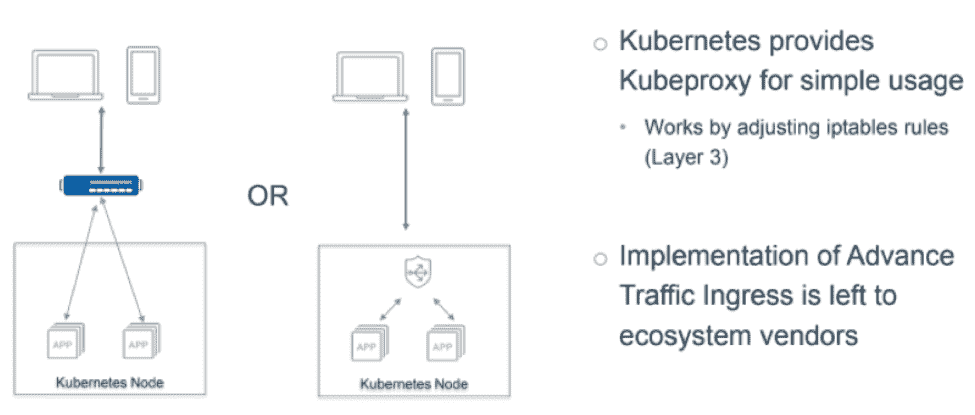 OR
APP
APP
Kubernetes Node
APP
APP
Kubernetes Node
Kubernetes provides
Kubeproxy for simple usage
Works by adjusting iptables rules
(Layer 3)
Implementation of Advance
Traffic Ingress is left to
ecosystem vendors